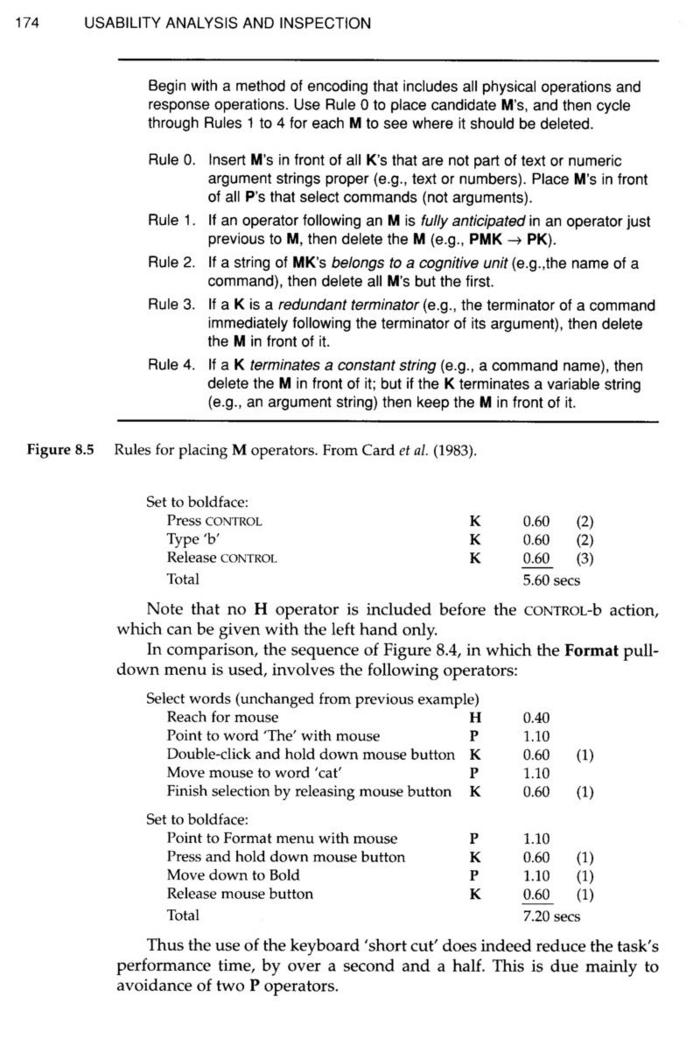 174 USABILITY ANALYSIS AND INSPECTION
Begin with a method of encoding that includes all physical operations and
response operations. Use Rule 0 to place candidate M's, and then cycle
through Rules 1 to 4 for each M to see where it should be deleted.
Rule 0. Insert M's in front of all K's that are not part of text or numeric
argument strings proper (e.g., text or numbers). Place M's in front
of all P's that select commands (not arguments).
Rule 1. If an operator following an M is fully anticipated in an operator just
previous to M, then delete the M (e.g., PMK → PK).
Rule 2. If a string of MK's belongs to a cognitive unit (e.g.,the name of a
command), then delete all M's but the first.
Rule 3. If a K is a redundant terminator (e.g., the terminator of a command
immediately following the terminator of its argument), then delete
the M in front of it.
Rule 4. If a K terminates a constant string (e.g., a command name), then
delete the M in front of it; but if the K terminates a variable string
(e.g., an argument string) then keep the M in front of it.
Figure 8.5 Rules for placing M operators. From Card et al. (1983).
Set to boldface:
Press CONTROL K 0.60 (2)
Type 'b' K 0.60 (2)
Release CONTROL K 0.60 (3)
Total 5.60 secs
Note that no H operator is included before the CONTROL-b action,
which can be given with the left hand only.
In comparison, the sequence of Figure 8.4, in which the Format pull-
down menu is used, involves the following operators:
Select words (unchanged from previous example)
Reach for mouse H 0.40
Point to word 'The' with mouse P 1.10
Double-click and hold down mouse button K 0.60 (1)
Move mouse to word 'cat' P 1.10
Finish selection by releasing mouse button K 0.60 (1)
Set to boldface:
Point to Format menu with mouse P 1.10
Press and hold down mouse button K 0.60 (1)
Move down to Bold P 1.10 (1)
Release mouse button K 0.60 (1)
Total 7.20 secs
Thus the use of the keyboard 'short cut' does indeed reduce the task's
performance time, by over a second and a half. This is due mainly to
avoidance of two P operators.